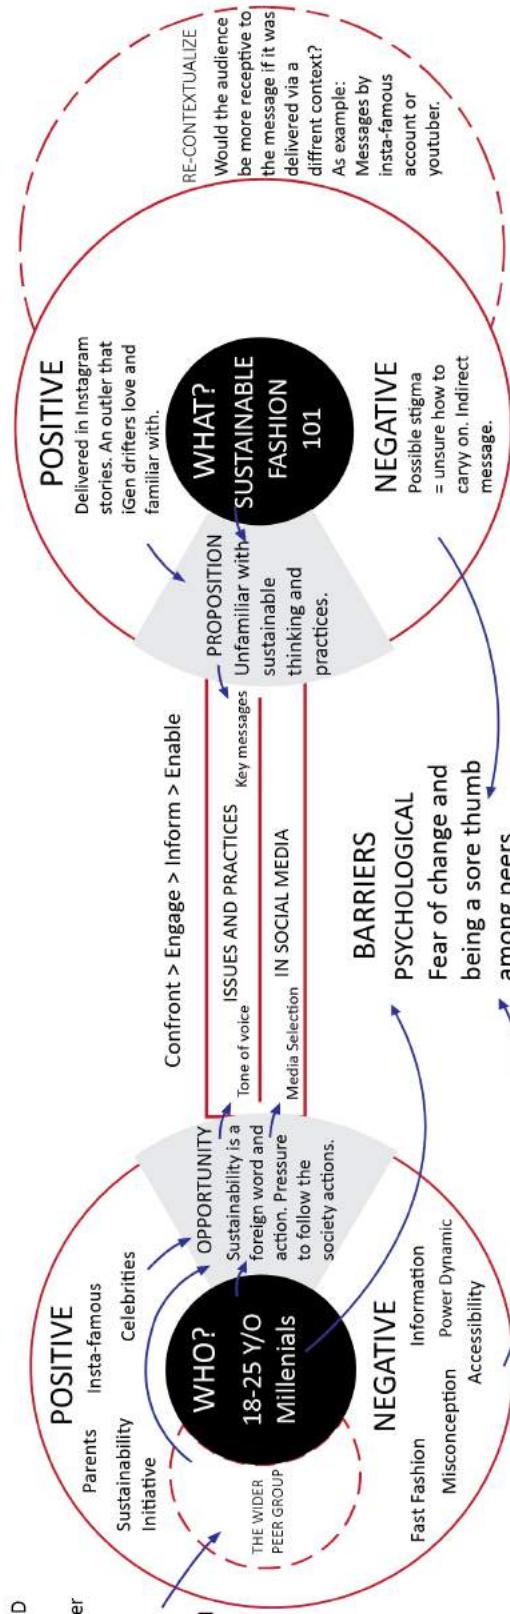 D
er
POSITIVE
Parents
Insta-famous
Sustainability
Initiative
Celebrities
THE WIDER
PEER GROUP
WHO?
18-25 Y/O
Millenials
NEGATIVE
Fast Fashion
Information
Misconception
Power Dynamic
Accessibility
OPPORTUNITY
Sustainability is a
foreign word and
action. Pressure
to follow the
society actions.
Confront > Engage > Inform > Enable
ISSUES AND PRACTICES
Tone of voice
Key messages
IN SOCIAL MEDIA
Media Selection
BARRIERS
PSYCHOLOGICAL
Fear of change and
being a sore thumb
among peers
PROPOSITION
Unfamiliar with
sustainable
thinking and
practices.
POSITIVE
Delivered in Instagram
stories. An outler that
iGen drifters love and
familiar with.
WHAT?
SUSTAINABLE
FASHION
101
NEGATIVE
Possible stigma
= unsure how to
caryy on. Indirect
message.
RE-CONTEXTUALIZE
Would the audience
be more receptive to
the message if it was
delivered via a
diffrent context?
As example:
Messages by
insta-famous
account or
youtuber.